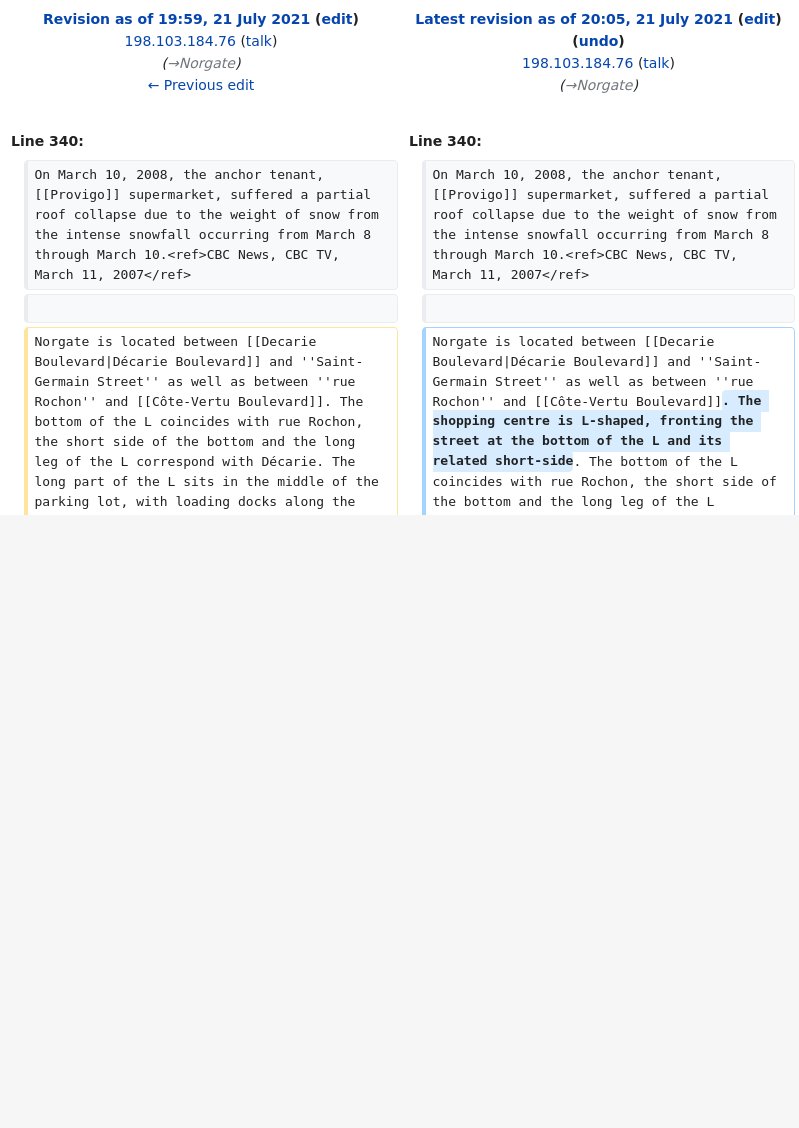 Revision as of 19:59, 21 July 2021 (edit)
198.103.184.76 (talk)
(→Norgate)
← Previous edit
Latest revision as of 20:05, 21 July 2021 (edit)
(undo)
198.103.184.76 (talk)
(→Norgate)
Line 340:
Line 340:
On March 10, 2008, the anchor tenant,
[[Provigo]] supermarket, suffered a partial
roof collapse due to the weight of snow from
the intense snowfall occurring from March 8
through March 10.<ref>CBC News, CBC TV,
March 11, 2007</ref>
On March 10, 2008, the anchor tenant,
[[Provigo]] supermarket, suffered a partial
roof collapse due to the weight of snow from
the intense snowfall occurring from March 8
through March 10.<ref>CBC News, CBC TV,
March 11, 2007</ref>
Norgate is located between [[Decarie
Boulevard|Décarie Boulevard]] and ''Saint-
Germain Street'' as well as between ''rue
Rochon'' and [[Côte-Vertu Boulevard]]. The
bottom of the L coincides with rue Rochon,
the short side of the bottom and the long
leg of the L correspond with Décarie. The
long part of the L sits in the middle of the
parking lot, with loading docks along the
Norgate is located between [[Decarie
Boulevard|Décarie Boulevard]] and ''Saint-
Germain Street'' as well as between ''rue
Rochon'' and [[Côte-Vertu Boulevard]]. The
shopping centre is L-shaped, fronting the
street at the bottom of the L and its
related short-side. The bottom of the L
coincides with rue Rochon, the short side of
the bottom and the long leg of the L